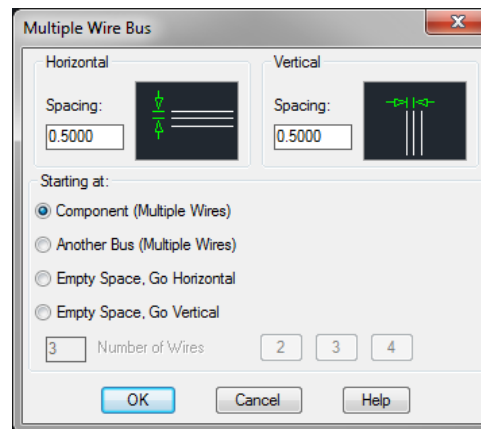 Multiple Wire Bus
Horizontal
Spacing:
0.5000
Vertical
Spacing:
0.5000
Starting at:
Component (Multiple Wires)
Another Bus (Multiple Wires)
Empty Space, Go Horizontal
Empty Space, Go Vertical
3 Number of Wires 2 3 4
OK Cancel Help